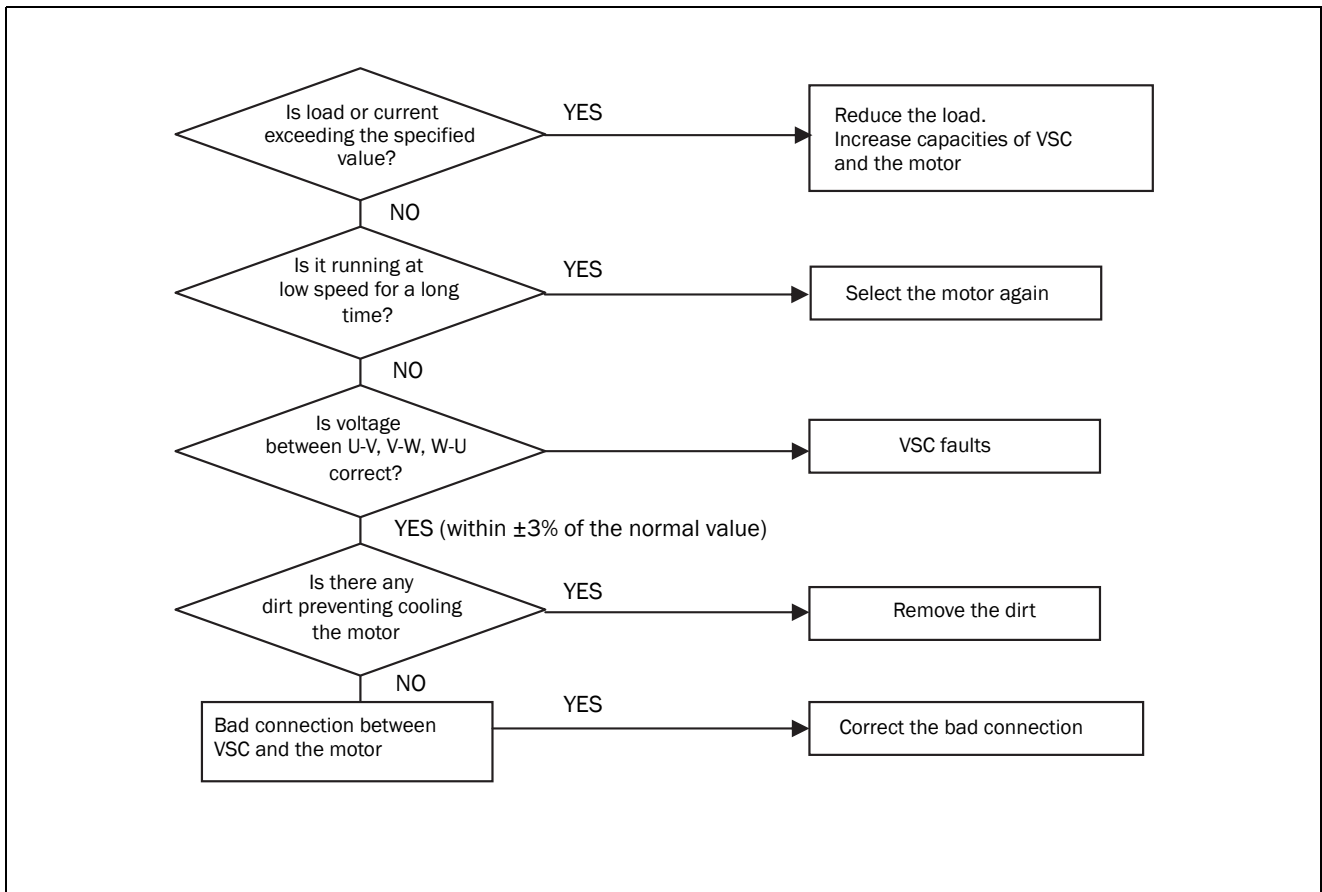 Is load or current
exceeding the specified
value?
YES
Reduce the load.
Increase capacities of VSC
and the motor
NO
Is it running at
low speed for a long
time?
YES
Select the motor again
NO
Is voltage
between U-V, V-W, W-U
correct?
VSC faults
YES (within ±3% of the normal value)
Is there any
dirt preventing cooling
the motor
YES
Remove the dirt
NO
Bad connection between
VSC and the motor
YES
Correct the bad connection